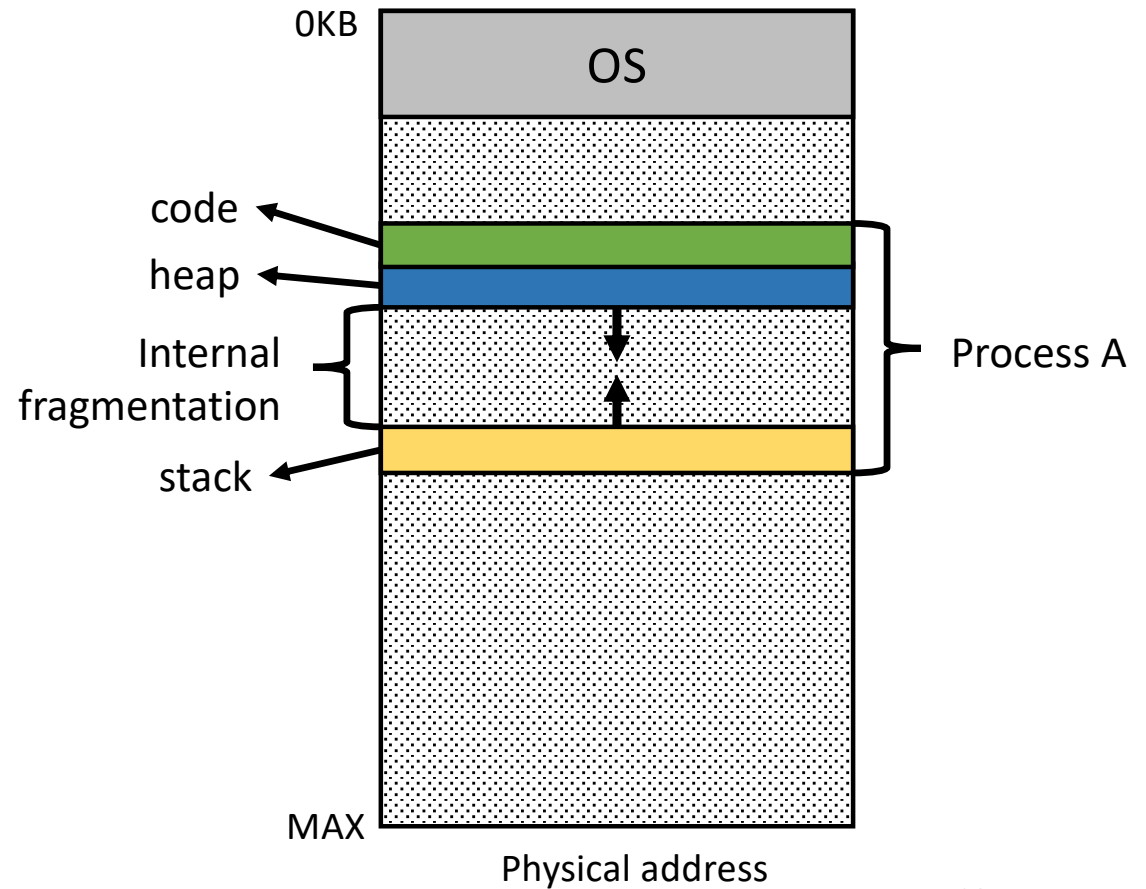 0KB
OS
code
heap
Internal
fragmentation
Process A
stack
MAX
Physical address